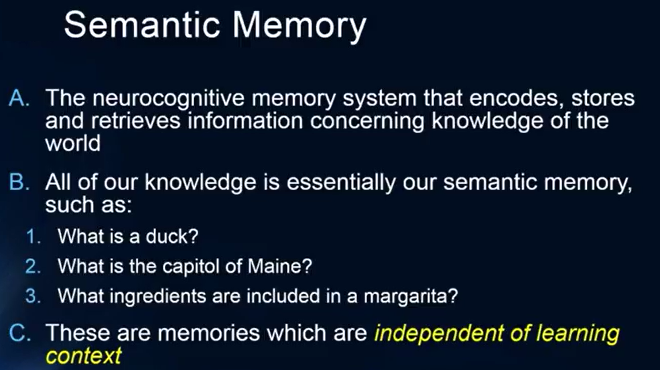 Semantic Memory
A. The neurocognitive memory system that encodes, stores
and retrieves information concerning knowledge of the
world
B. All of our knowledge is essentially our semantic memory,
such as:
1. What is a duck?
2. What is the capitol of Maine?
3. What ingredients are included in a margarita?
C. These are memories which are independent of learning
context